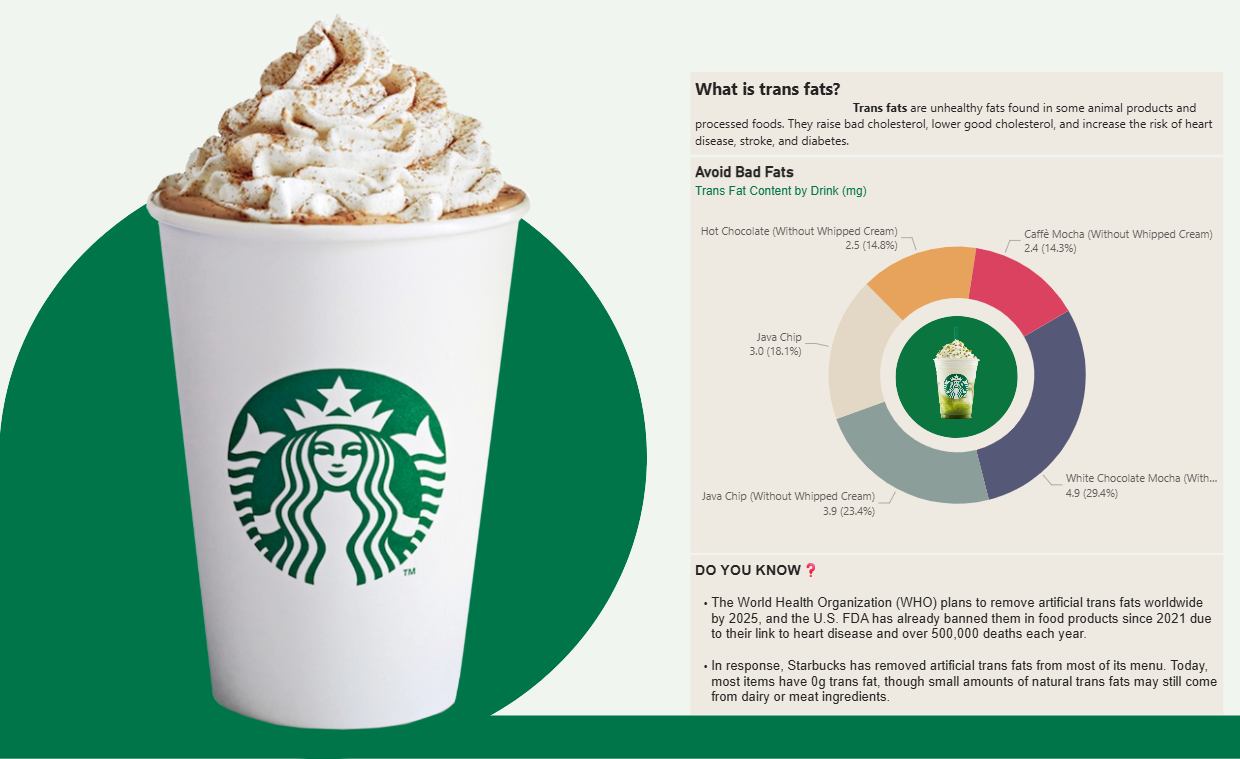 What is trans fats?
Trans fats are unhealthy fats found in some animal products and
processed foods. They raise bad cholesterol, lower good cholesterol, and increase the risk of heart
disease, stroke, and diabetes.
Avoid Bad Fats
Trans Fat Content by Drink (mg)
Hot Chocolate (Without Whipped Cream)
2.5 (14.8%)
Caffè Mocha (Without Whipped Cream)
2.4 (14.3%)
Java Chip
3.0 (18.1%)
White Chocolate Mocha (With...
4.9 (29.4%)
Java Chip (Without Whipped Cream)
3.9 (23.4%)
TM
DO YOU KNOW ❓
• The World Health Organization (WHO) plans to remove artificial trans fats worldwide
by 2025, and the U.S. FDA has already banned them in food products since 2021 due
to their link to heart disease and over 500,000 deaths each year.
• In response, Starbucks has removed artificial trans fats from most of its menu. Today,
most items have 0g trans fat, though small amounts of natural trans fats may still come
from dairy or meat ingredients.